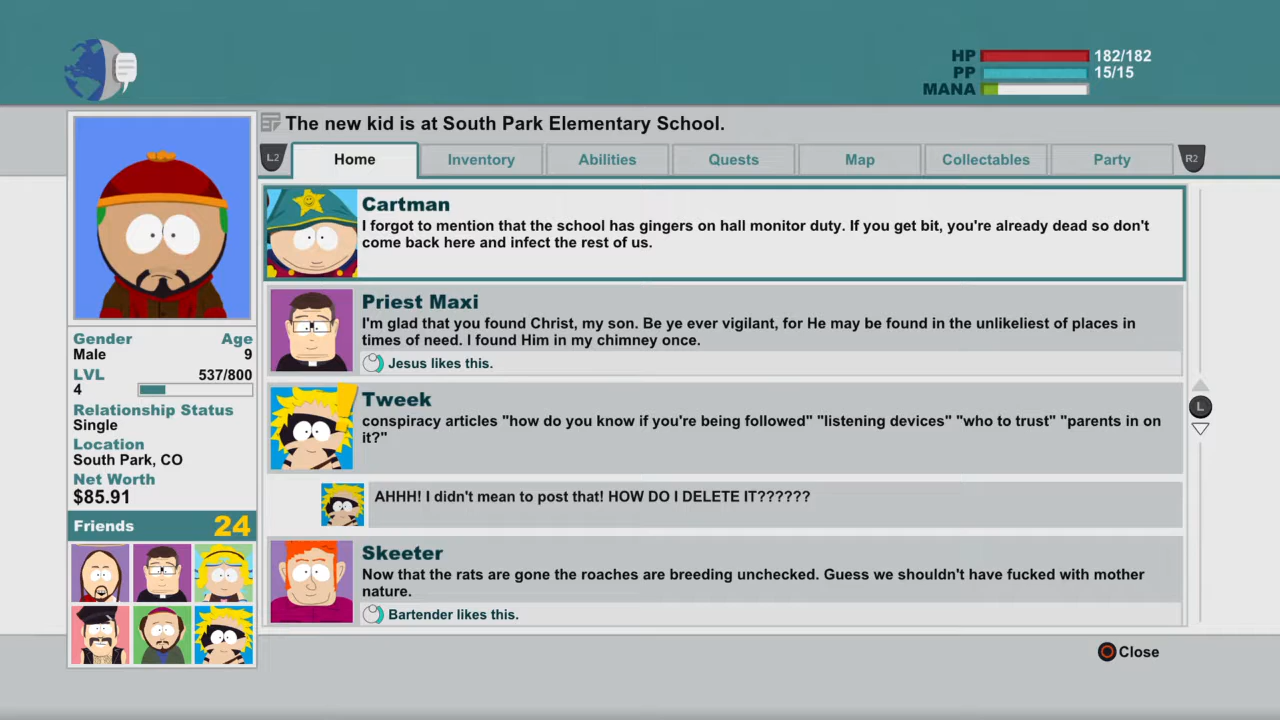 HP 182/182
PP 15/15
MANA
The new kid is at South Park Elementary School.
L2 Home Inventory Abilities Quests Map Collectables Party R2
Gender Age
Male 9
LVL 537/800
4
Relationship Status
Single
Location
South Park, CO
Net Worth
$85.91
Friends 24
Cartman
I forgot to mention that the school has gingers on hall monitor duty. If you get bit, you're already dead so don't
come back here and infect the rest of us.
Priest Maxi
I'm glad that you found Christ, my son. Be ye ever vigilant, for He may be found in the unlikeliest of places in
times of need. I found Him in my chimney once.
Jesus likes this.
Tweek
conspiracy articles "how do you know if you're being followed" "listening devices" "who to trust" "parents in on
it?"
AHHH! I didn't mean to post that! HOW DO I DELETE IT??????
Skeeter
Now that the rats are gone the roaches are breeding unchecked. Guess we shouldn't have fucked with mother
nature.
Bartender likes this.
L
Close